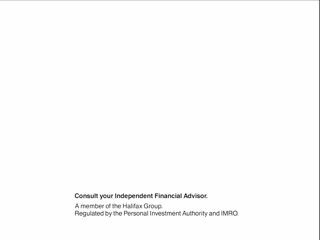 Consult your Independent Financial Advisor.
A member of the Halifax Group.
Regulated by the Personal Investment Authority and IMRO.